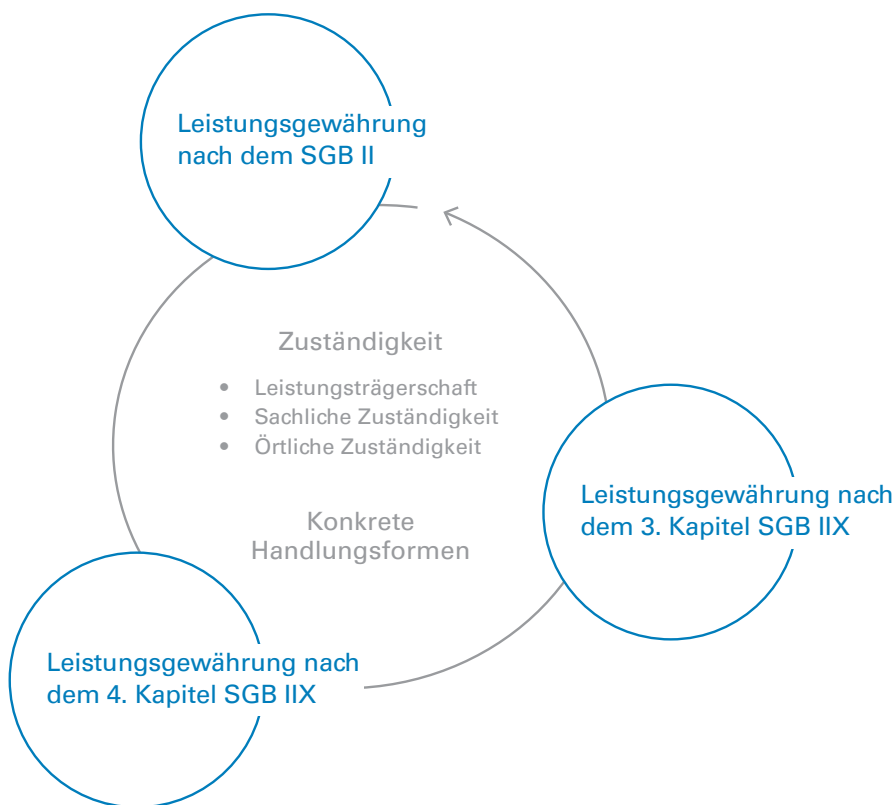 Leistungsgewährung
nach dem SGB II
Zuständigkeit
• Leistungsträgerschaft
• Sachliche Zuständigkeit
• Örtliche Zuständigkeit
Leistungsgewährung nach
dem 3. Kapitel SGB IIX
Konkrete
Handlungsformen
Leistungsgewährung nach
dem 4. Kapitel SGB IIX